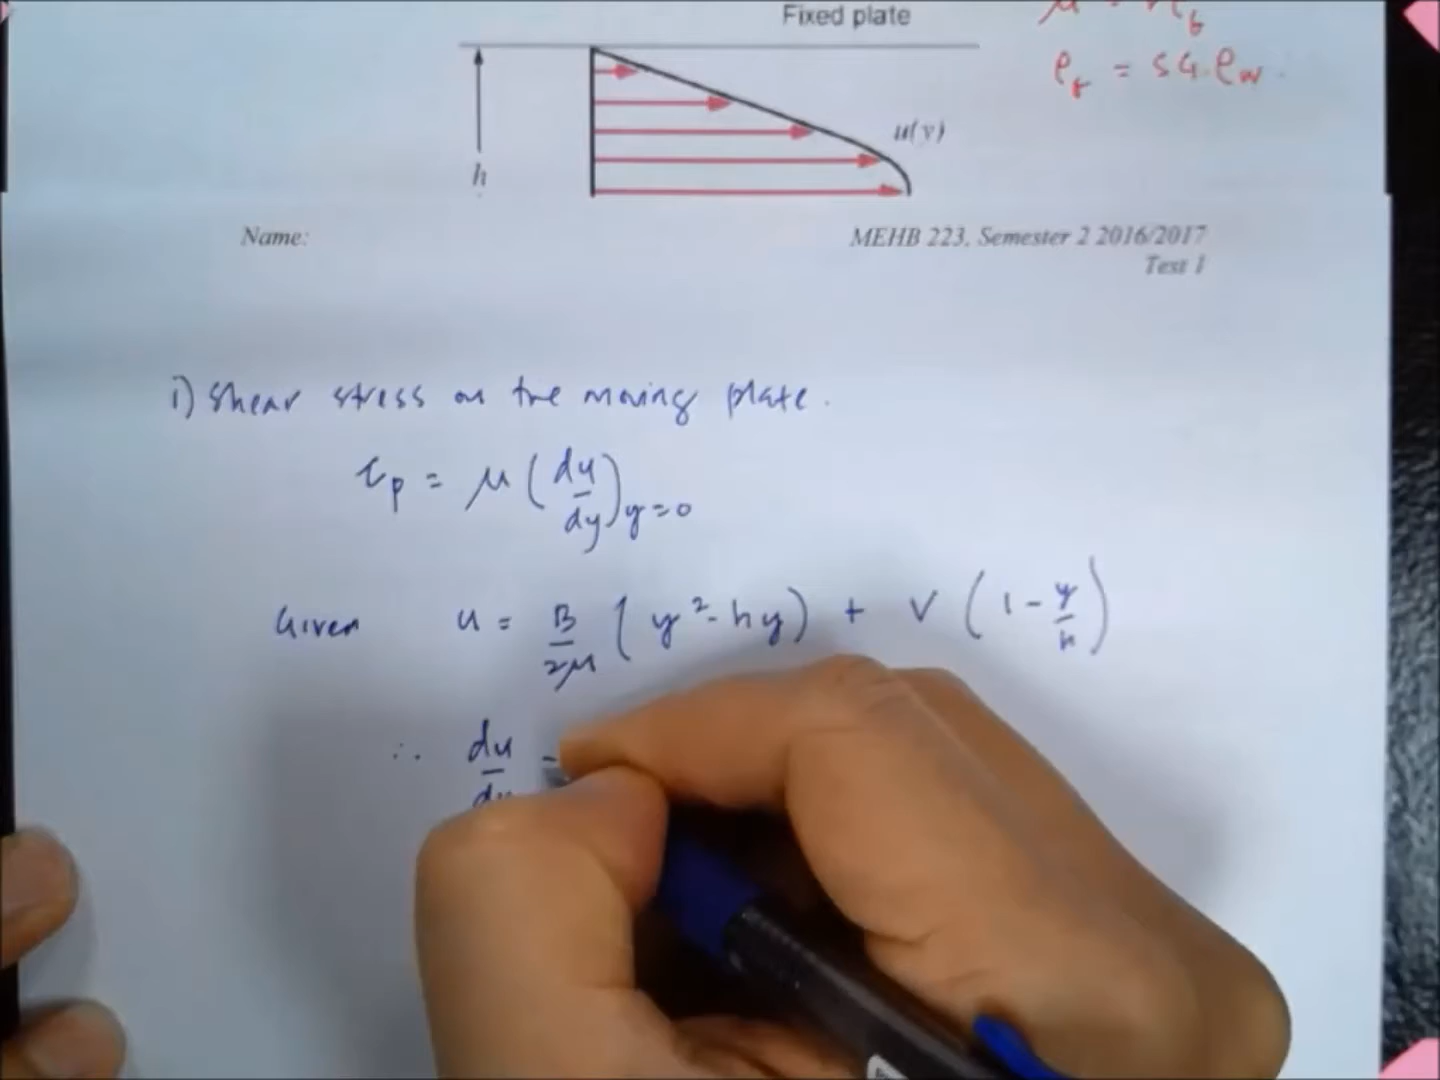 Fixed plate
ρf = SG.ρw.
u(y)
h
Name:
MEHB 223, Semester 2 2016/2017
Test 1
i) Shear stress on the moving plate.
τp = μ (du/dy)y=0
Given u = B/2μ (y² - hy) + V (1 - y/h)
∴ du/dy =